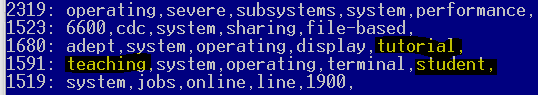 2319: operating,severe,subsystems,system,performance,
1523: 6600,cdc,system,sharing,file-based,
1680: adept,system,operating,display,tutorial,
1591: teaching,system,operating,terminal,student,
1519: system,jobs,online,line,1900,